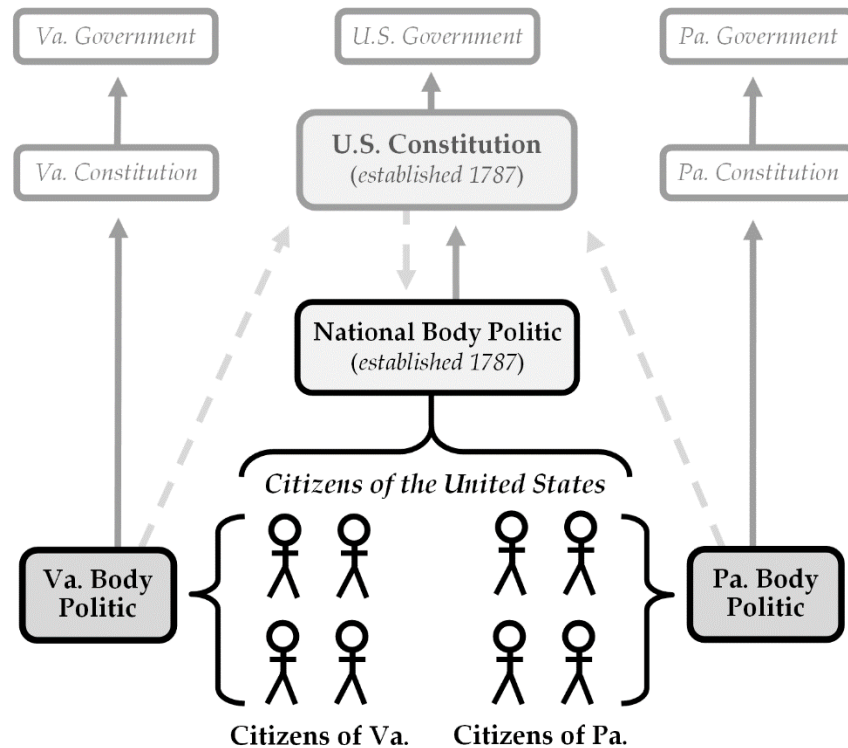 Va. Government
U.S. Government
Pa. Government
U.S. Constitution
(established 1787)
Va. Constitution
Pa. Constitution
National Body Politic
(established 1787)
Citizens of the United States
Va. Body
Politic
Pa. Body
Politic
Citizens of Va.
Citizens of Pa.